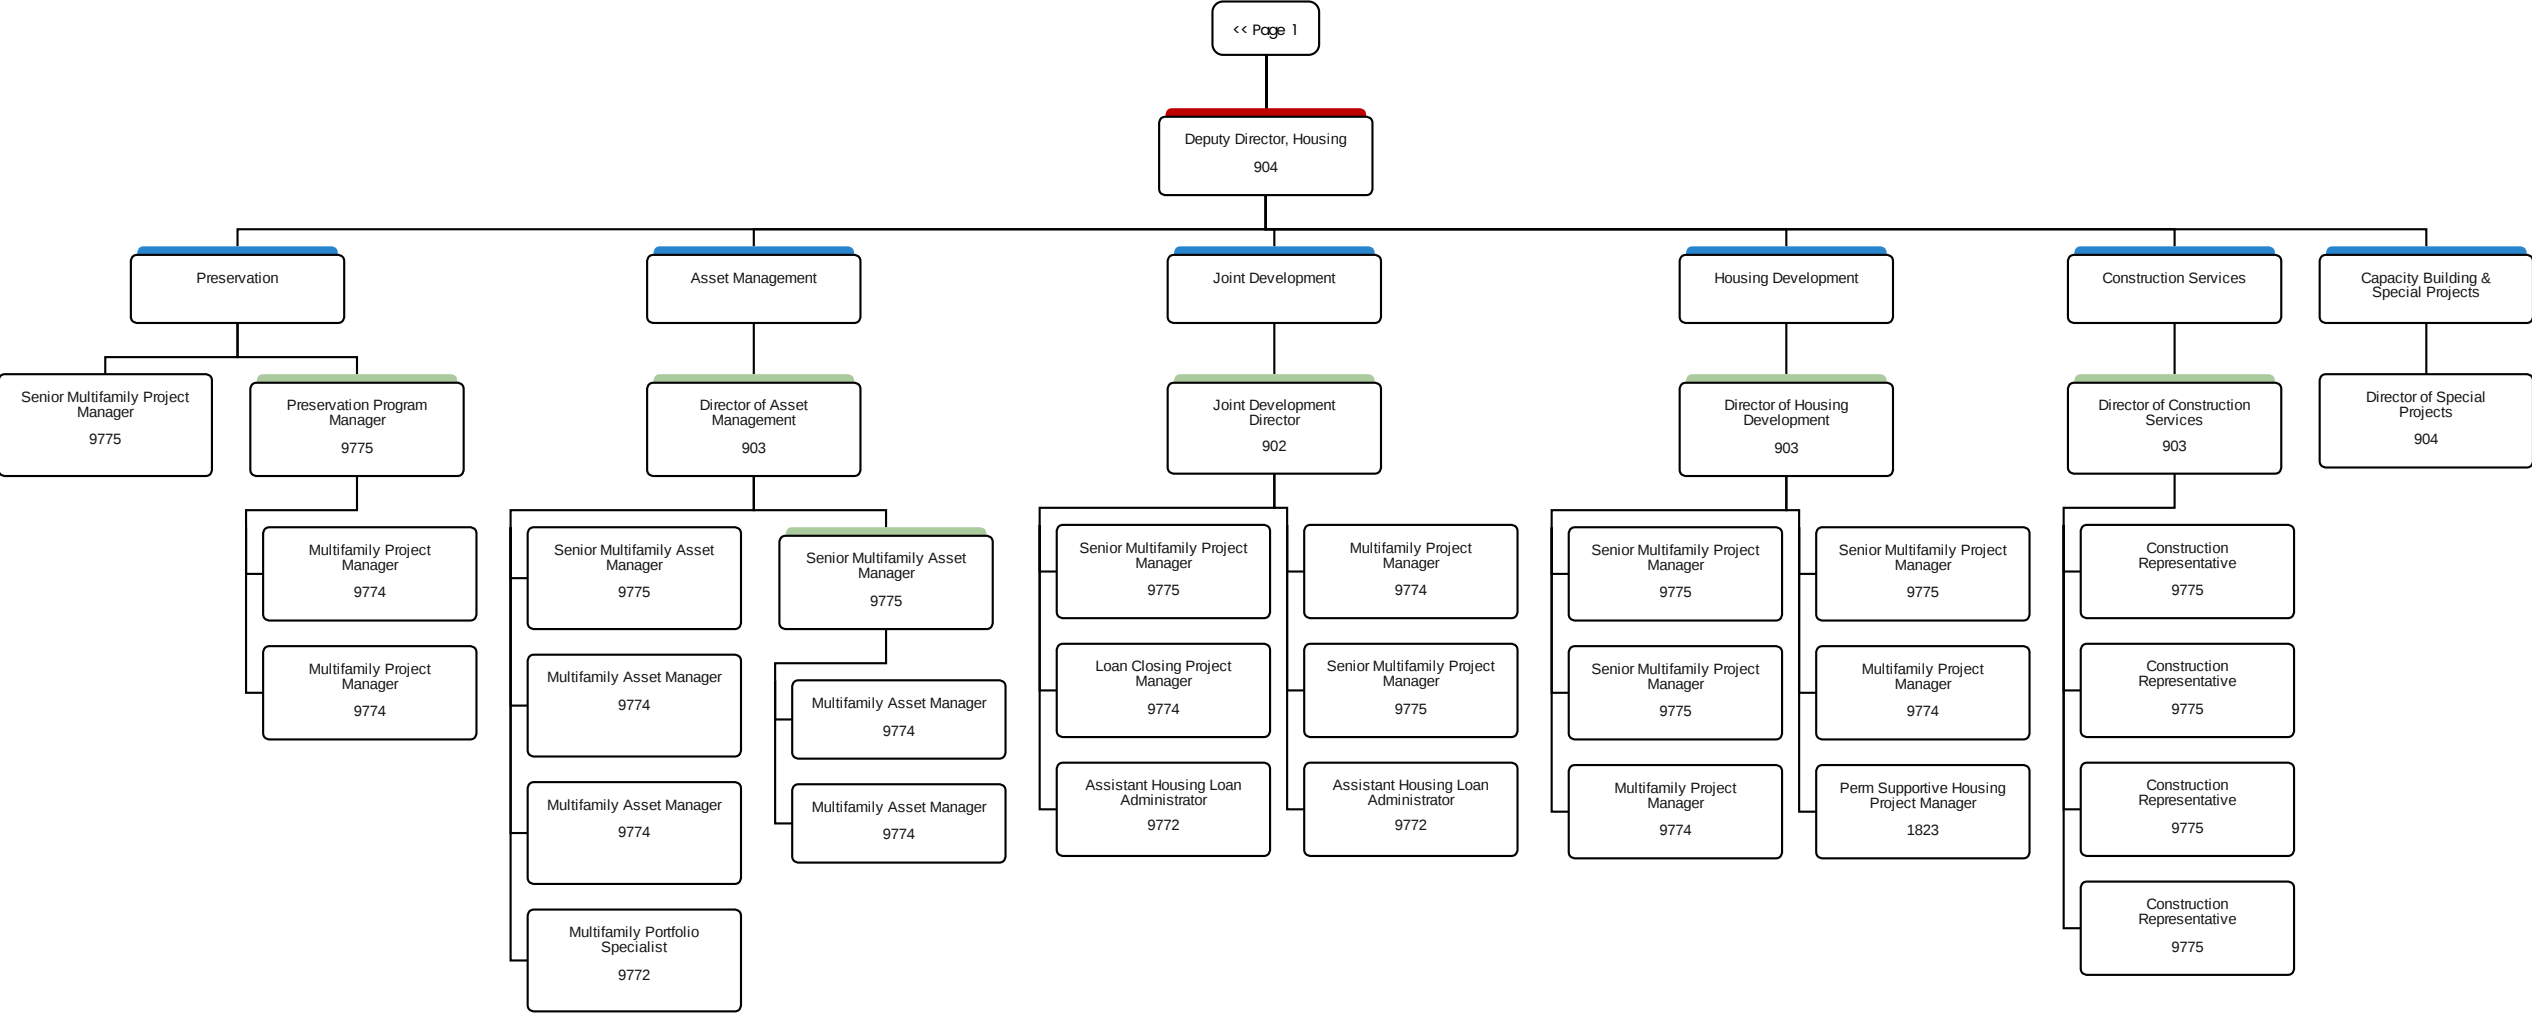 << Page 1
Deputy Director, Housing
904
Preservation
Asset Management
Joint Development
Housing Development
Construction Services
Capacity Building &
Special Projects
Senior Multifamily Project
Manager
9775
Preservation Program
Manager
9775
Director of Asset
Management
903
Joint Development
Director
902
Director of Housing
Development
903
Director of Construction
Services
903
Director of Special
Projects
904
Multifamily Project
Manager
9774
Multifamily Project
Manager
9774
Senior Multifamily Asset
Manager
9775
Multifamily Asset Manager
9774
Multifamily Asset Manager
9774
Multifamily Portfolio
Specialist
9772
Senior Multifamily Asset
Manager
9775
Multifamily Asset Manager
9774
Multifamily Asset Manager
9774
Senior Multifamily Project
Manager
9775
Loan Closing Project
Manager
9774
Assistant Housing Loan
Administrator
9772
Multifamily Project
Manager
9774
Senior Multifamily Project
Manager
9775
Assistant Housing Loan
Administrator
9772
Senior Multifamily Project
Manager
9775
Senior Multifamily Project
Manager
9775
Multifamily Project
Manager
9774
Senior Multifamily Project
Manager
9775
Multifamily Project
Manager
9774
Perm Supportive Housing
Project Manager
1823
Construction
Representative
9775
Construction
Representative
9775
Construction
Representative
9775
Construction
Representative
9775